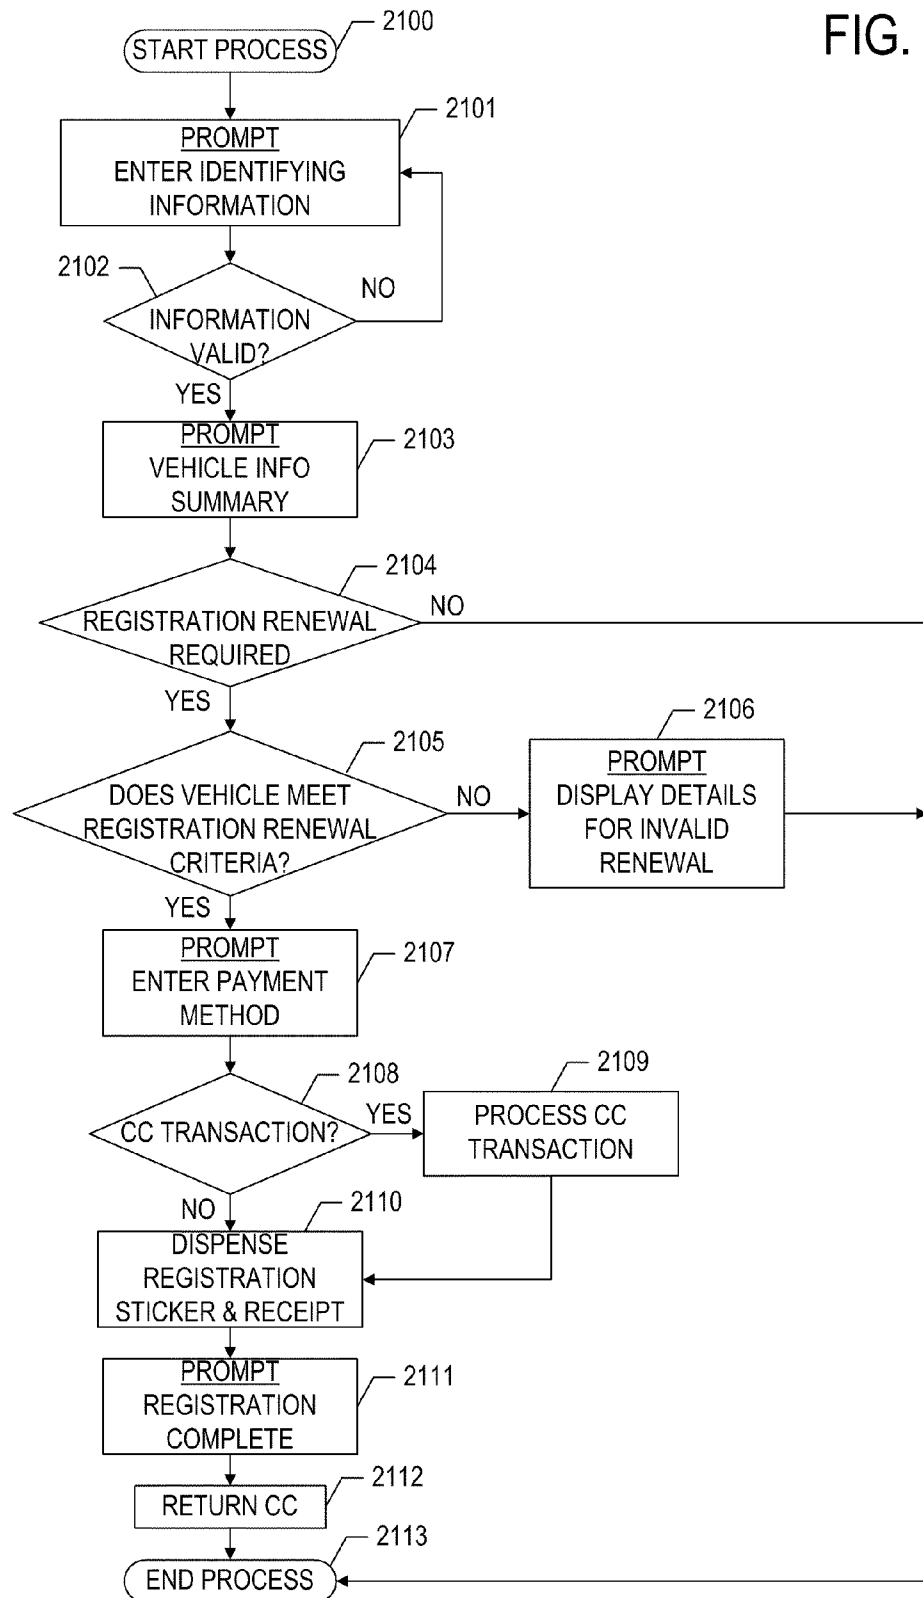 2100
FIG.
START PROCESS
2101
PROMPT
ENTER IDENTIFYING
INFORMATION
2102
NO
INFORMATION
VALID?
YES
PROMPT
2103
VEHICLE INFO
SUMMARY
2104
NO
REGISTRATION RENEWAL
REQUIRED
YES
2106
2105
PROMPT
DISPLAY DETAILS
FOR INVALID
RENEWAL
DOES VEHICLE MEET
NO
REGISTRATION RENEWAL
CRITERIA?
YES
PROMPT
2107
ENTER PAYMENT
METHOD
2108
2109
YES
CC TRANSACTION?
PROCESS CC
TRANSACTION
NO
2110
DISPENSE
REGISTRATION
STICKER & RECEIPT
PROMPT
2111
REGISTRATION
COMPLETE
2112
RETURN CC
2113
END PROCESS